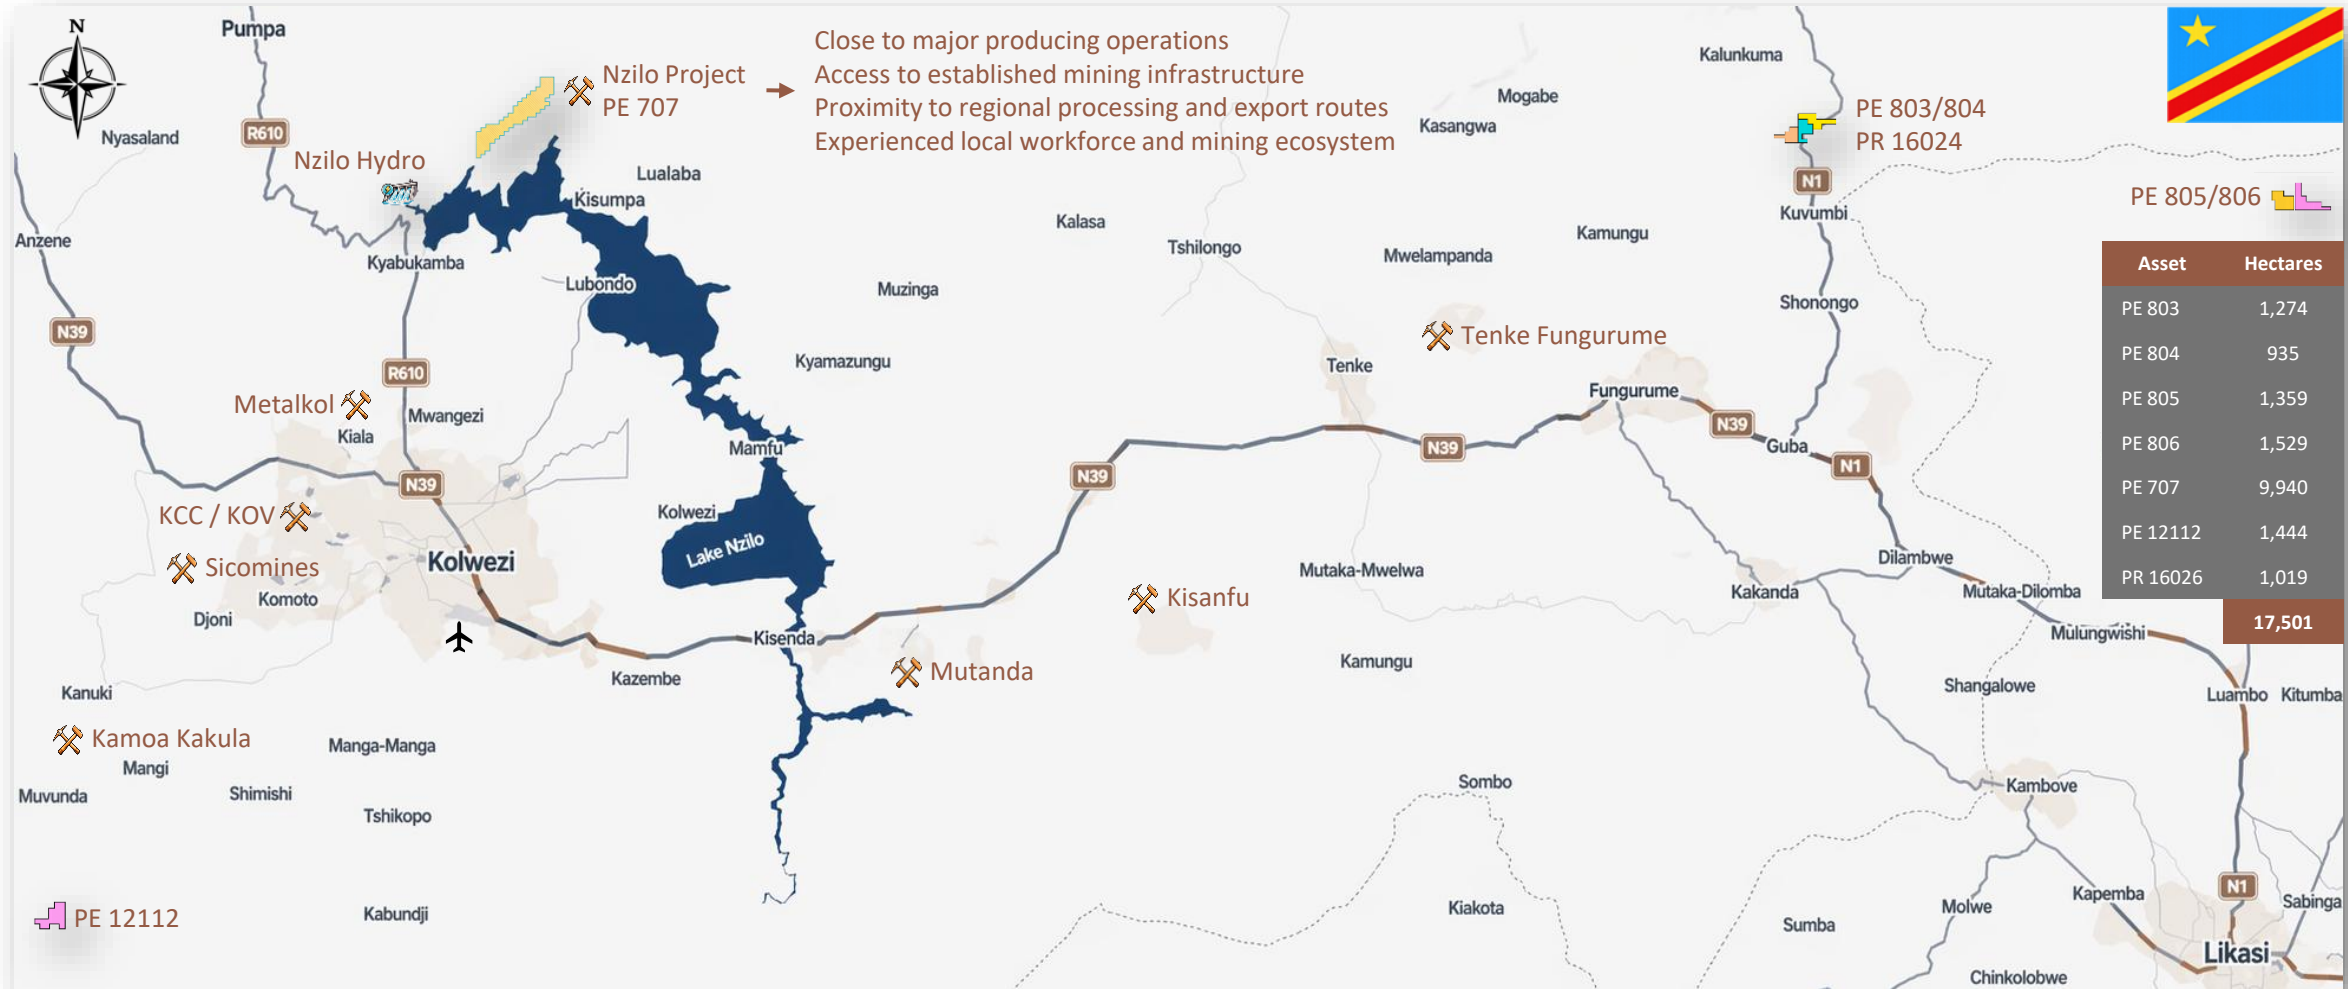 N
Pumpa
Nyasaland
R610
Nzilo Project
PE 707
Close to major producing operations
Access to established mining infrastructure
Proximity to regional processing and export routes
Experienced local workforce and mining ecosystem
Kalunkuma
Mogabe
Kasangwa
PE 803/804
PR 16024
N1
Kuvumbi
PE 805/806
Nzilo Hydro
Lualaba
Kisumpa
Anzene
Kyabukamba
Lubondo
Kalasa
Tshilongo
Mwelampanda
Kamungu
Muzinga
Shonongo
N39
Kyamazungu
Tenke Fungurume
Tenke
Fungurume
R610
Metalkol
Kiala
Mwangezi
Mamfu
N39
N39
N39
N39
Guba
N1
Asset Hectares
PE 803 1,274
PE 804 935
PE 805 1,359
PE 806 1,529
PE 707 9,940
PE 12112 1,444
PR 16026 1,019
17,501
KCC / KOV
Kolwezi
Lake Nzilo
Sicomines
Kolwezi
Komoto
Djoni
Kisanfu
Mutaka-Mwelwa
Kakanda
Dilambwe
Mutaka-Dilomba
Mulungwishi
Kisenda
Kazembe
Mutanda
Kamungu
Shangalowe
Luambo
Kitumba
Kanuki
Kamoa Kakula
Mangi
Manga-Manga
Muvunda
Shimishi
Tshikopo
Sombo
Kambove
PE 12112
Kabundji
Kiakota
Sumba
Molwe
Kapemba
N1
Sabinga
Likasi
Chinkolobwe